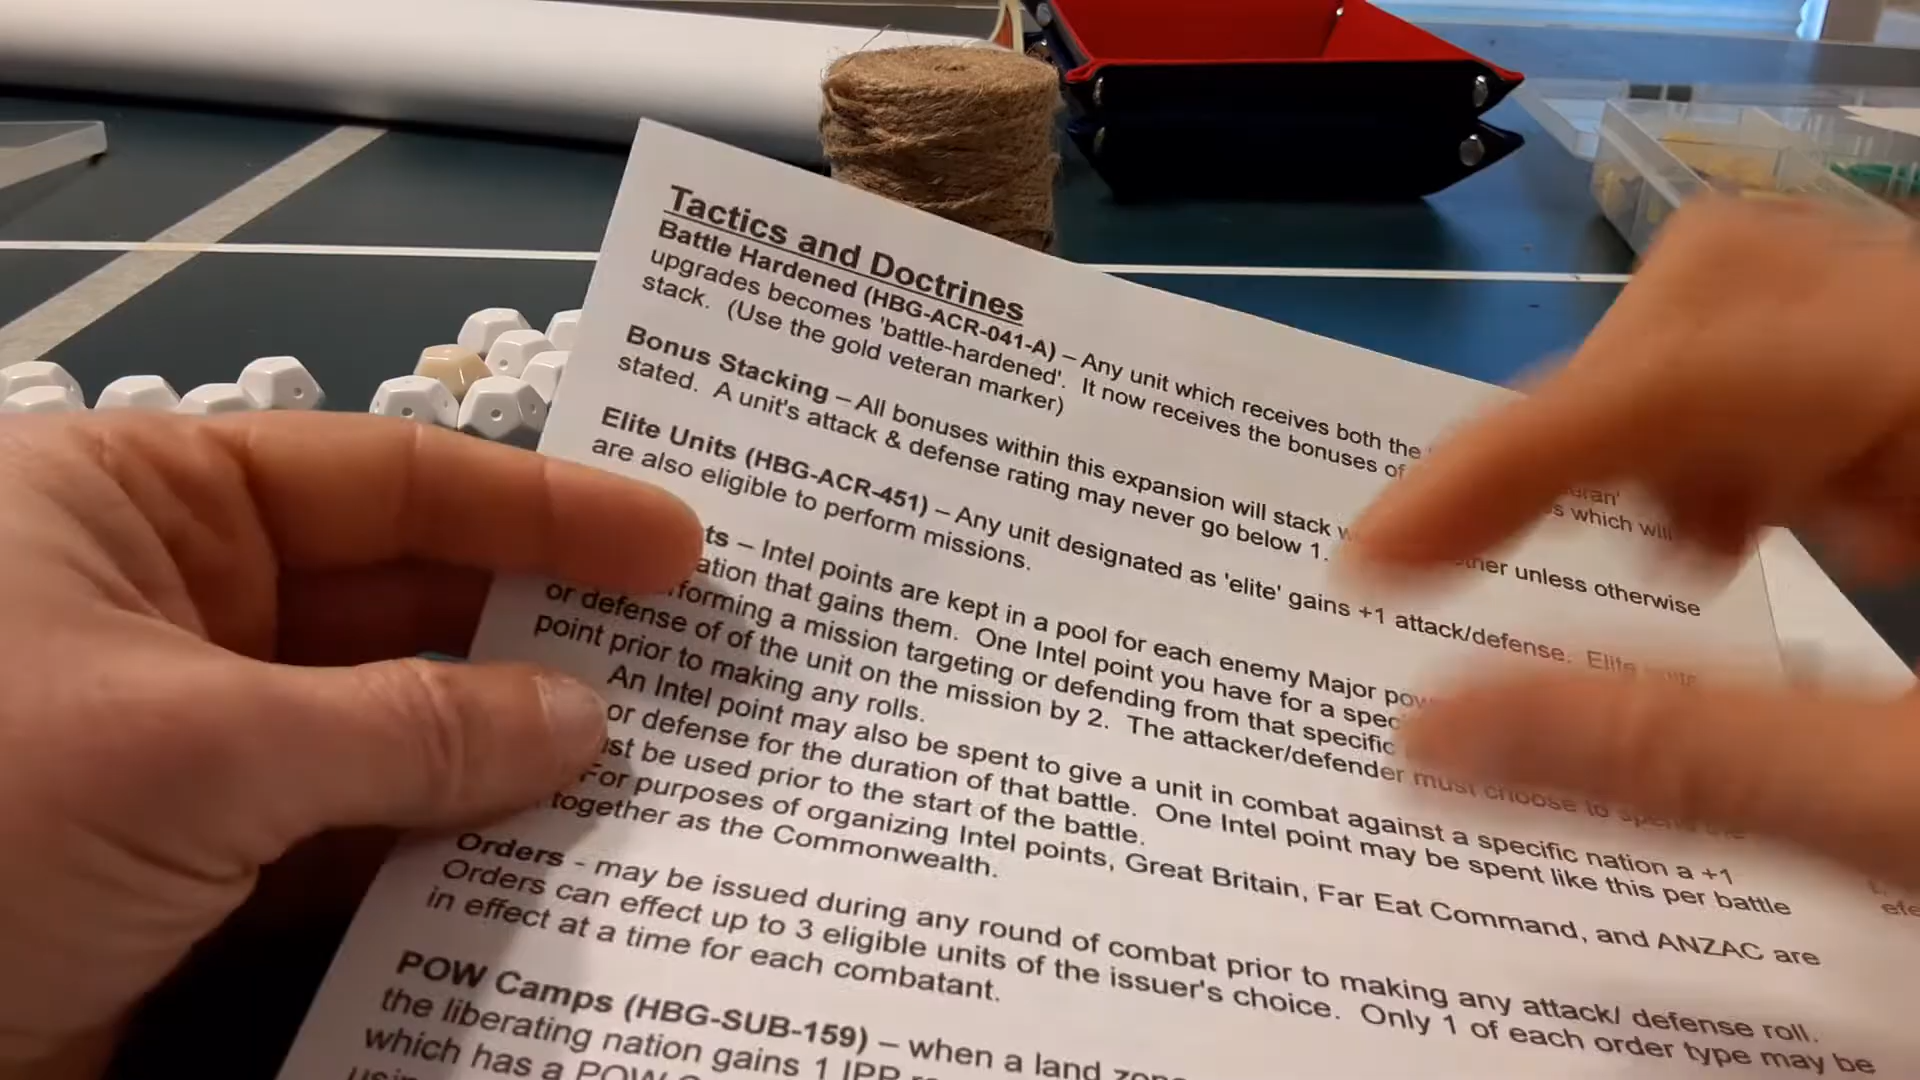 Tactics and Doctrines
Battle Hardened (HBG-ACR-041-A) – Any unit which receives both the
upgrades becomes 'battle-hardened'. It now receives the bonuses of which will
stack. (Use the gold veteran marker)
Bonus Stacking – All bonuses within this expansion will stack unless otherwise
stated. A unit's attack & defense rating may never go below 1.
Elite Units (HBG-ACR-451) – Any unit designated as 'elite' gains +1 attack/defense. Elite
are also eligible to perform missions.
– Intel points are kept in a pool for each enemy Major
that gains them. One Intel point you have for a
a mission targeting or defending from that specific
or defense of of the unit on the mission by 2. The attacker/defender must choose to spend the
point prior to making any rolls.
An Intel point may also be spent to give a unit in combat against a specific nation a +1
or defense for the duration of that battle. One Intel point may be spent like this per battle
be used prior to the start of the battle.
For purposes of organizing Intel points, Great Britain, Far Eat Command, and ANZAC are
together as the Commonwealth.
Orders - may be issued during any round of combat prior to making any attack/ defense roll.
Orders can effect up to 3 eligible units of the issuer's choice. Only 1 of each order type may be
in effect at a time for each combatant.
POW Camps (HBG-SUB-159) – when a land
the liberating nation gains 1 IPP
which has a POW